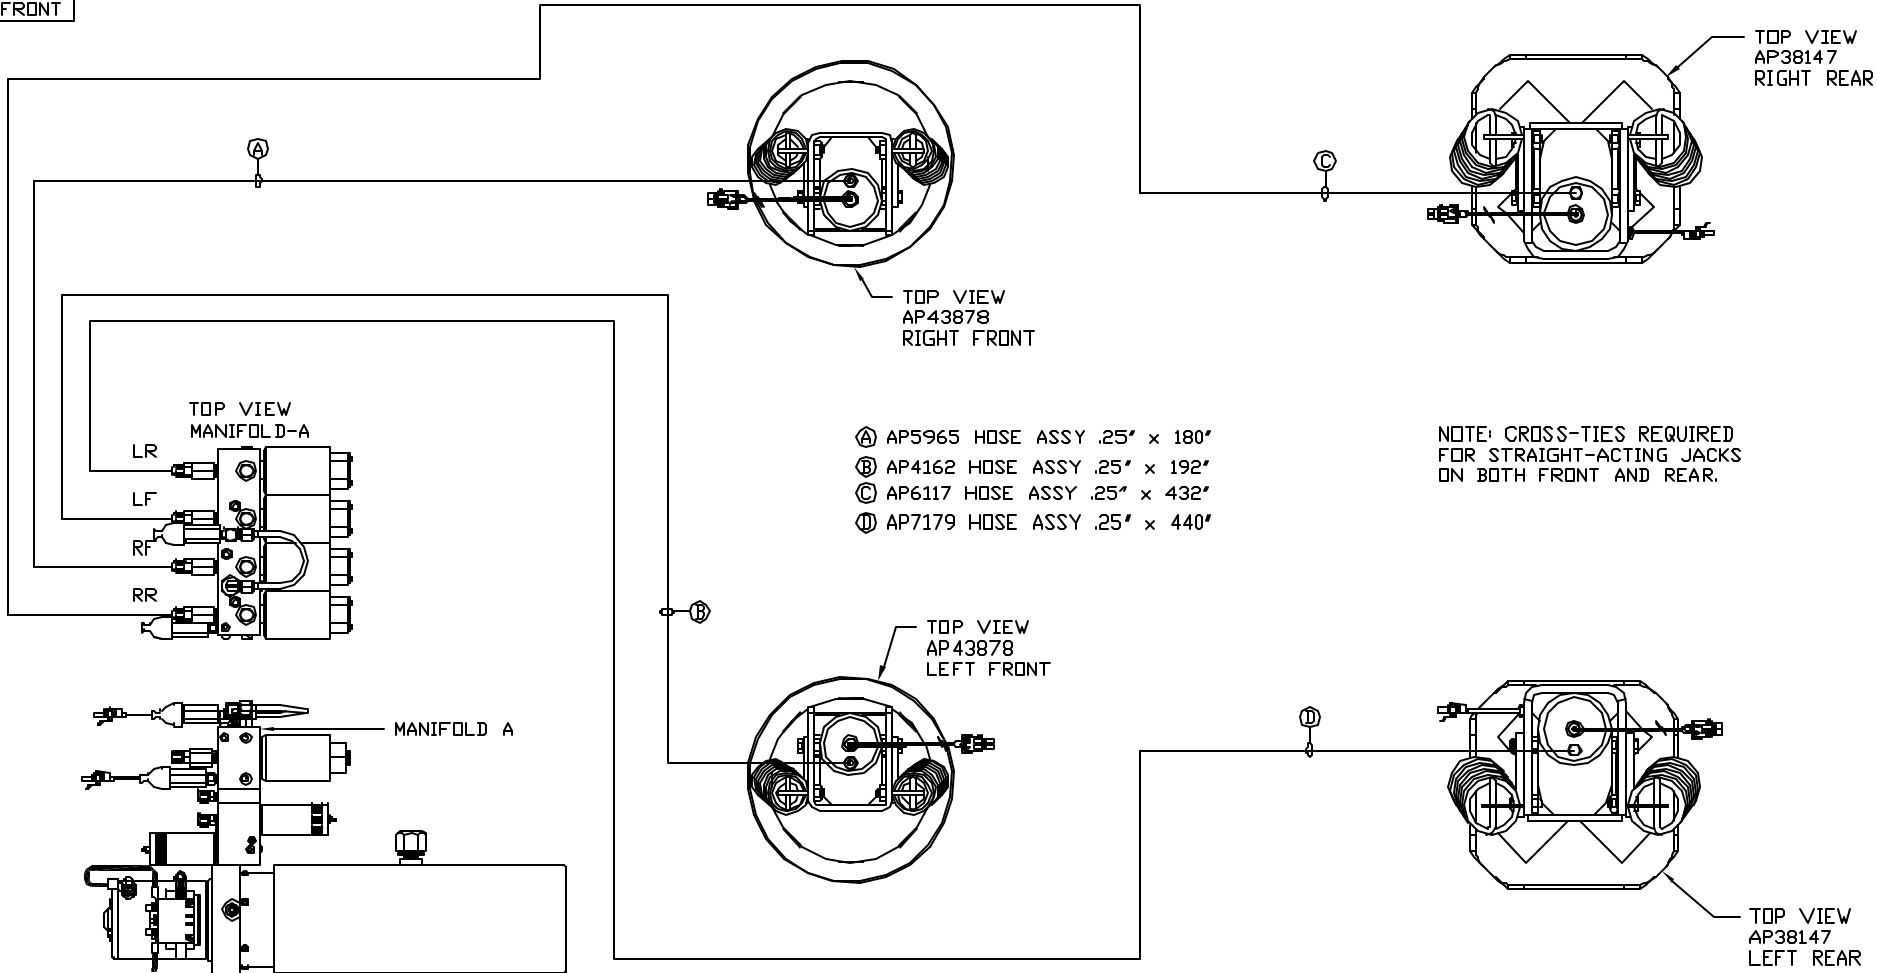 FRONT
TOP VIEW
AP38147
RIGHT REAR
A
C
TOP VIEW
AP43878
RIGHT FRONT
TOP VIEW
MANIFOLD-A
LR
LF
RF
RR
A AP5965 HOSE ASSY .25" x 180"
B AP4162 HOSE ASSY .25" x 192"
C AP6117 HOSE ASSY .25" x 432"
D AP7179 HOSE ASSY .25" x 440"
NOTE: CROSS-TIES REQUIRED
FOR STRAIGHT-ACTING JACKS
ON BOTH FRONT AND REAR.
B
TOP VIEW
AP43878
LEFT FRONT
MANIFOLD A
D
TOP VIEW
AP38147
LEFT REAR